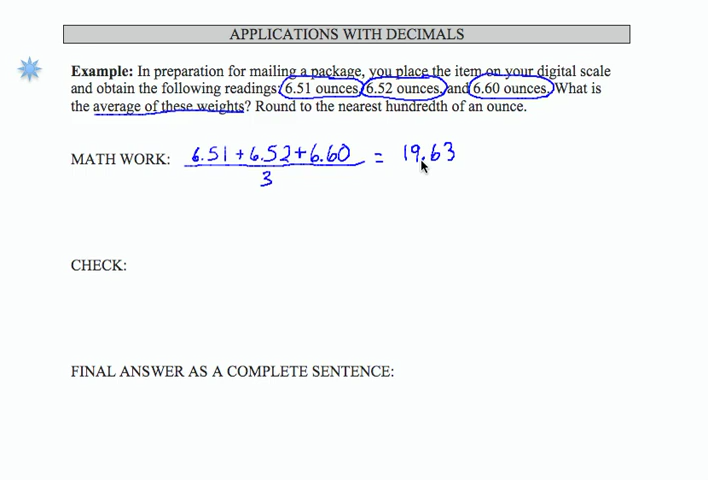 APPLICATIONS WITH DECIMALS
Example: In preparation for mailing a package, you place the item on your digital scale
and obtain the following readings: 6.51 ounces, 6.52 ounces, and 6.60 ounces. What is
the average of these weights? Round to the nearest hundredth of an ounce.
MATH WORK: 6.51 + 6.52 + 6.60 = 19.63
3
CHECK:
FINAL ANSWER AS A COMPLETE SENTENCE: